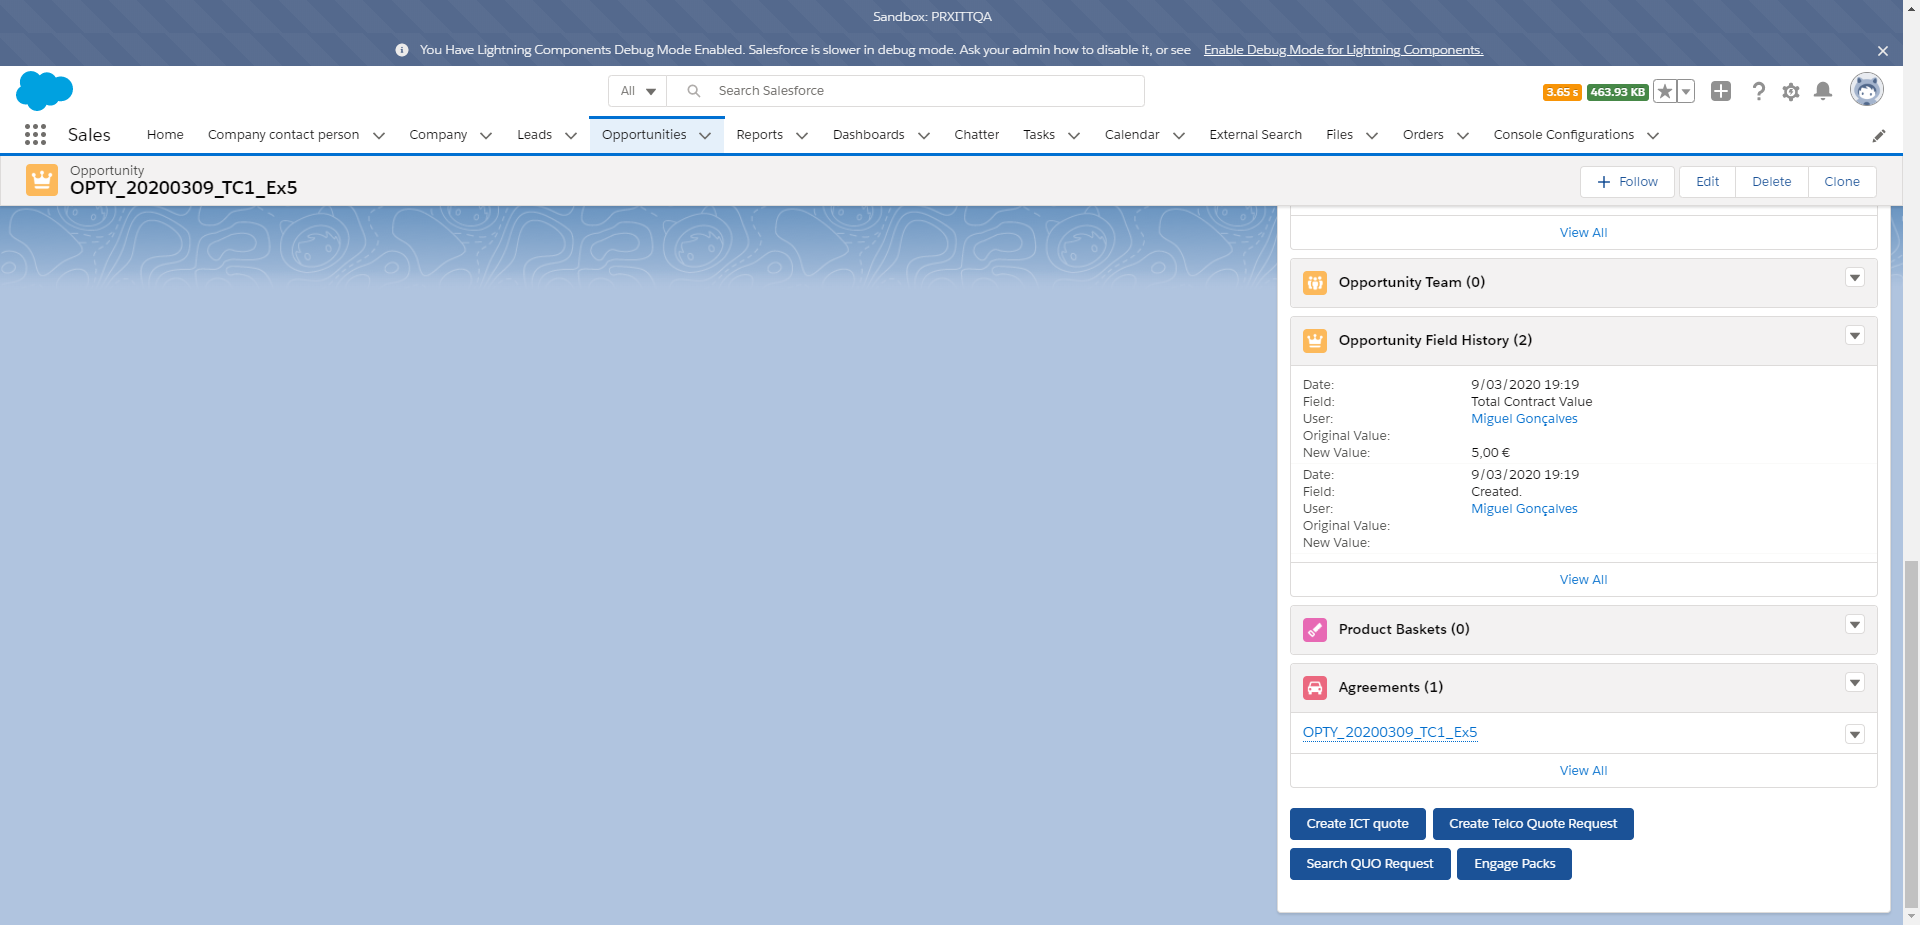 Sandbox: PRXITTQA
You Have Lightning Components Debug Mode Enabled. Salesforce is slower in debug mode. Ask your admin how to disable it, or see Enable Debug Mode for Lightning Components.
All
Search Salesforce
3.65 s
463.93 KB
Sales
Home
Company contact person
Company
Leads
Opportunities
Reports
Dashboards
Chatter
Tasks
Calendar
External Search
Files
Orders
Console Configurations
Opportunity
OPTY_20200309_TC1_Ex5
Follow
Edit
Delete
Clone
View All
Opportunity Team (0)
Opportunity Field History (2)
Date: 9/03/2020 19:19
Field: Total Contract Value
User: Miguel Gonçalves
Original Value:
New Value: 5,00 €
Date: 9/03/2020 19:19
Field: Created.
User: Miguel Gonçalves
Original Value:
New Value:
View All
Product Baskets (0)
Agreements (1)
OPTY_20200309_TC1_Ex5
View All
Create ICT quote
Create Telco Quote Request
Search QUO Request
Engage Packs